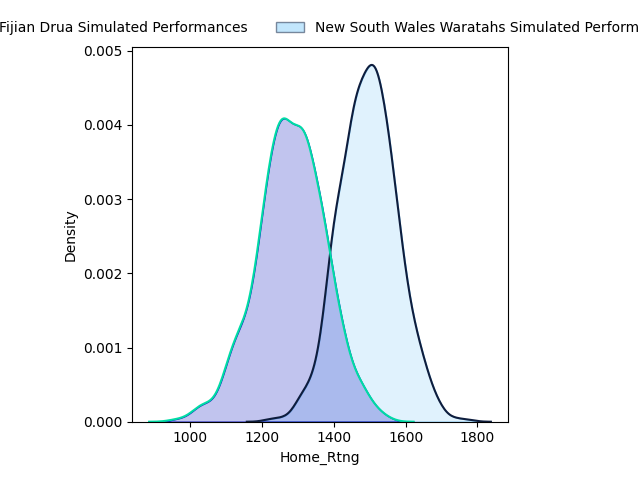 Fijian Drua Simulated Performances New South Wales Waratahs Simulated Perform
0.005
0.004
0.003
0.002
0.001
0.000
Density
1000 1200 1400 1600 1800
Home_Rtng